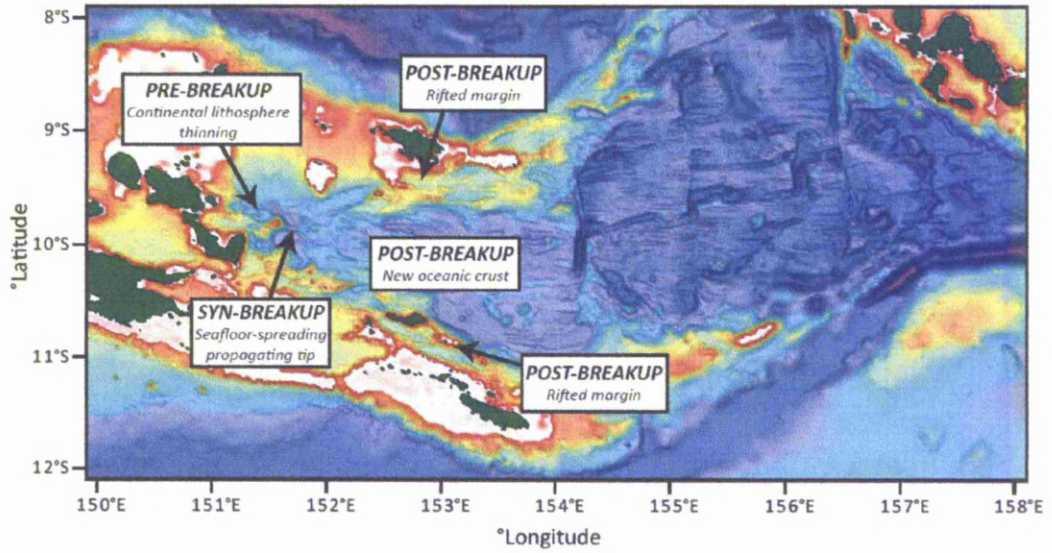 8°S
9°S
10°S
11°S
12°S
°Latitude
PRE-BREAKUP
Continental lithosphere
thinning
POST-BREAKUP
Rifted margin
POST-BREAKUP
New oceanic crust
SYN-BREAKUP
Seafloor-spreading
propagating tip
POST-BREAKUP
Rifted margin
150°E 151°E 152°E 153°E 154°E 155°E 156°E 157°E 158°E
°Longitude